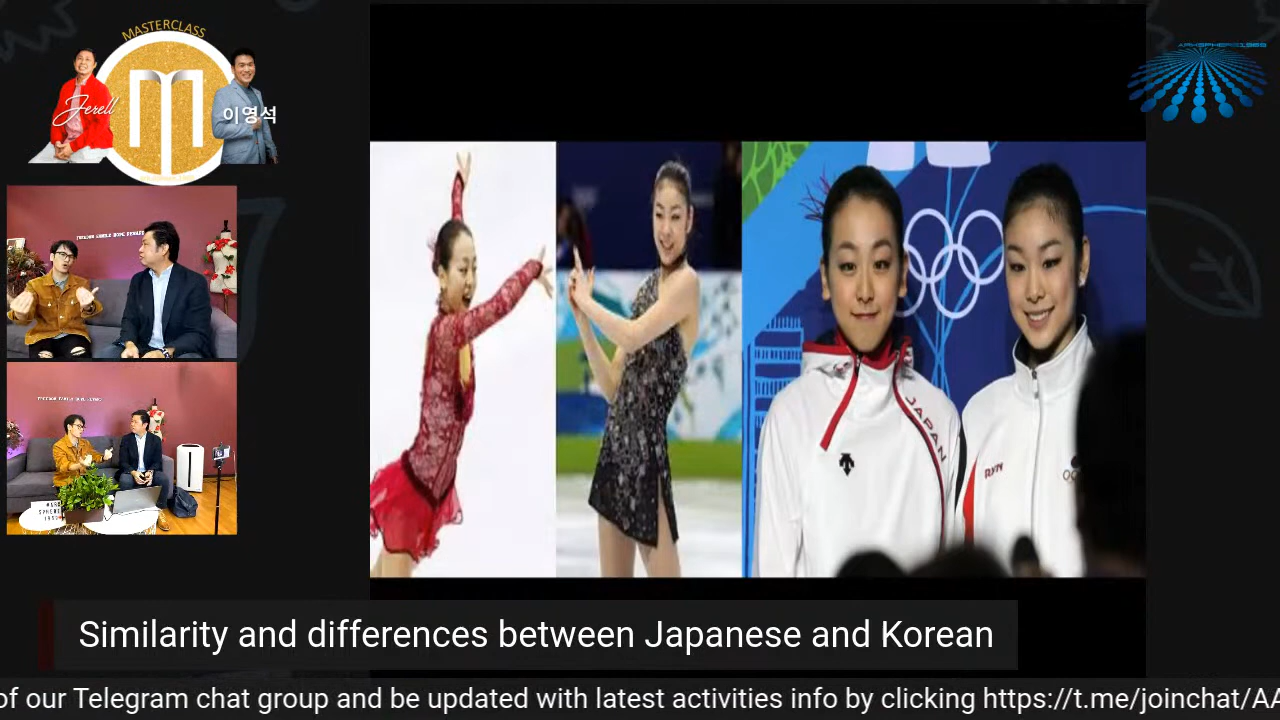 MASTERCLASS
Jerell
이영석
JAPAN
Similarity and differences between Japanese and Korean
of our Telegram chat group and be updated with latest activities info by clicking https://t.me/joinchat/AA